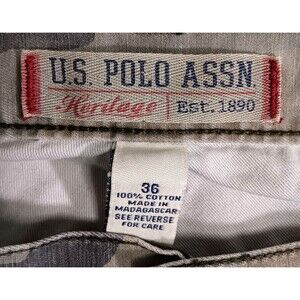 U.S. POLO ASSN.
Heritage Est.1890
36
100% COTTON
MADE IN
MADAGASCAR
SEE REVERSE
FOR CARE